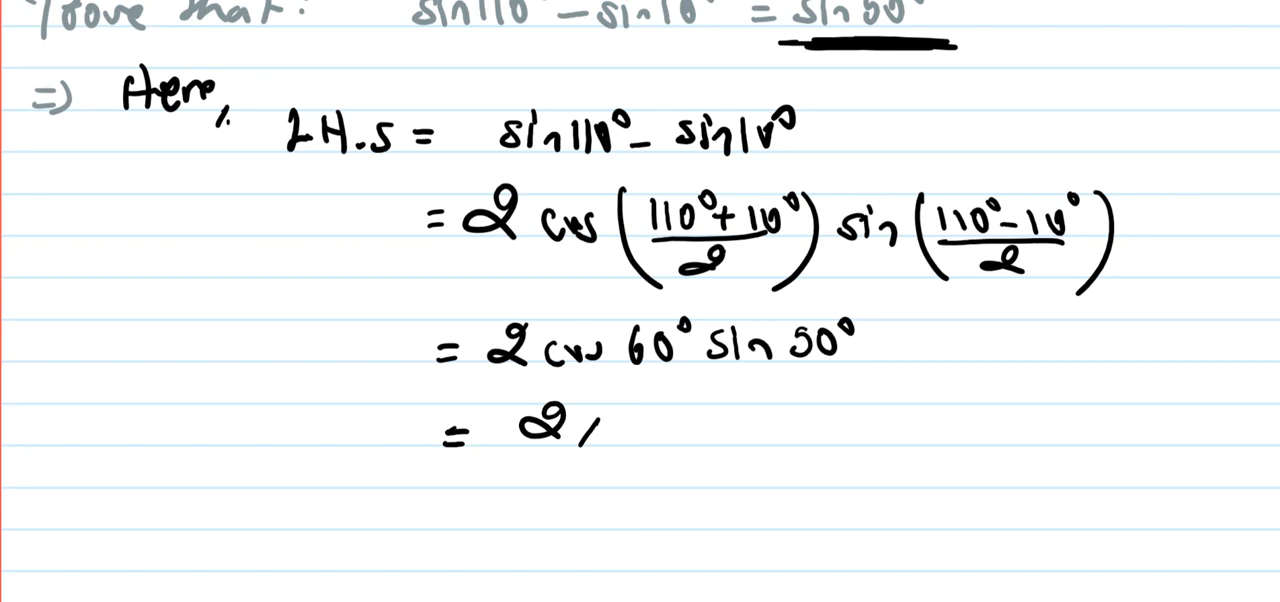 Prove that: sin110° - sin10° = sin50°
=> Here,
L.H.S = sin110° - sin10°
= 2 cos (110° + 10° / 2) sin (110° - 10° / 2)
= 2 cos 60° sin 50°
= 2